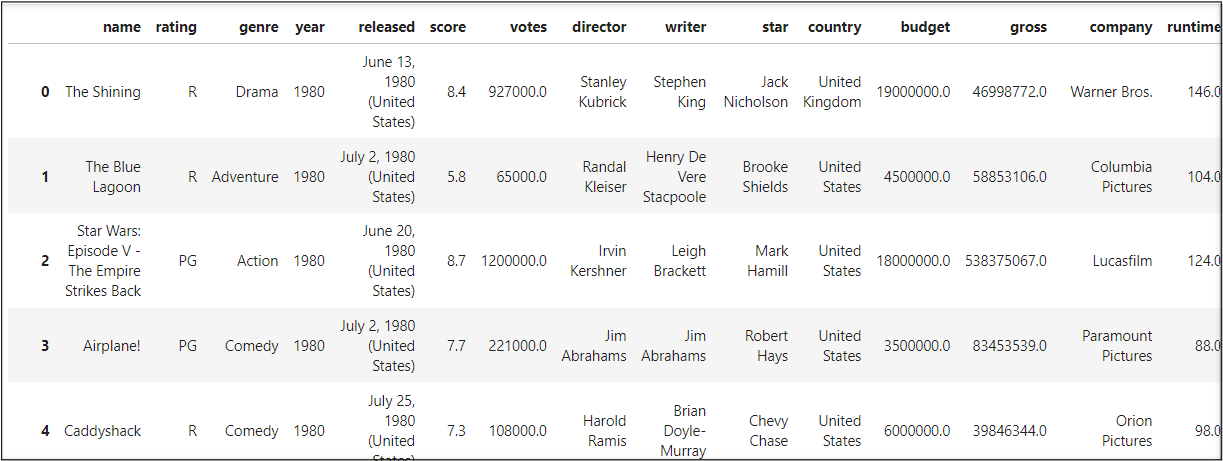 name rating genre year released score votes director writer star country budget gross company runtime
0 The Shining R Drama 1980 June 13, 1980 (United States) 8.4 927000.0 Stanley Kubrick Stephen King Jack Nicholson United Kingdom 19000000.0 46998772.0 Warner Bros. 146.0
1 The Blue Lagoon R Adventure 1980 July 2, 1980 (United States) 5.8 65000.0 Randal Kleiser Henry De Vere Stacpoole Brooke Shields United States 4500000.0 58853106.0 Columbia Pictures 104.0
2 Star Wars: Episode V - The Empire Strikes Back PG Action 1980 June 20, 1980 (United States) 8.7 1200000.0 Irvin Kershner Leigh Brackett Mark Hamill United States 18000000.0 538375067.0 Lucasfilm 124.0
3 Airplane! PG Comedy 1980 July 2, 1980 (United States) 7.7 221000.0 Jim Abrahams Jim Abrahams Robert Hays United States 3500000.0 83453539.0 Paramount Pictures 88.0
4 Caddyshack R Comedy 1980 July 25, 1980 (United States) 7.3 108000.0 Harold Ramis Brian Doyle-Murray Chevy Chase United States 6000000.0 39846344.0 Orion Pictures 98.0